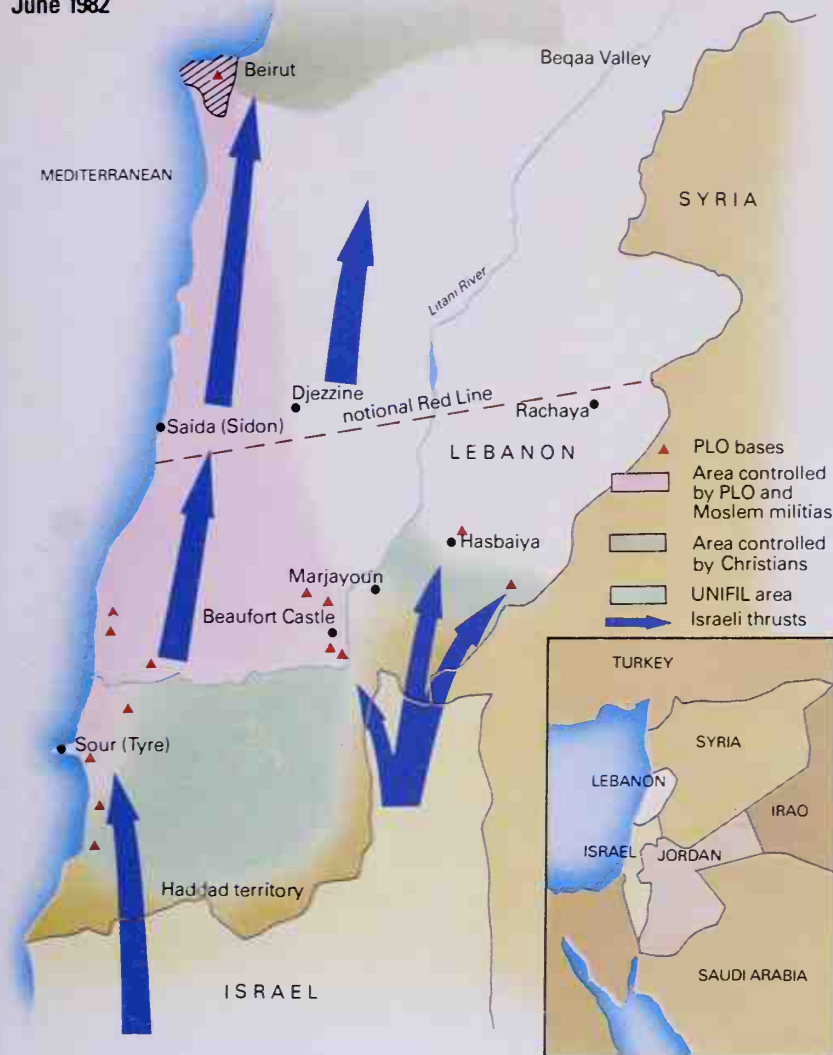 June 1982
Beirut
Beqaa Valley
MEDITERRANEAN
SYRIA
Litani River
Djezzine
notional Red Line
Rachaya
Saida (Sidon)
LEBANON
PLO bases
Area controlled
by PLO and
Moslem militias
Hasbaiya
Area controlled
by Christians
Marjayoun
UNIFIL area
Beaufort Castle
Israeli thrusts
Sour (Tyre)
Haddad territory
ISRAEL
TURKEY
SYRIA
LEBANON
IRAQ
ISRAEL
JORDAN
SAUDI ARABIA